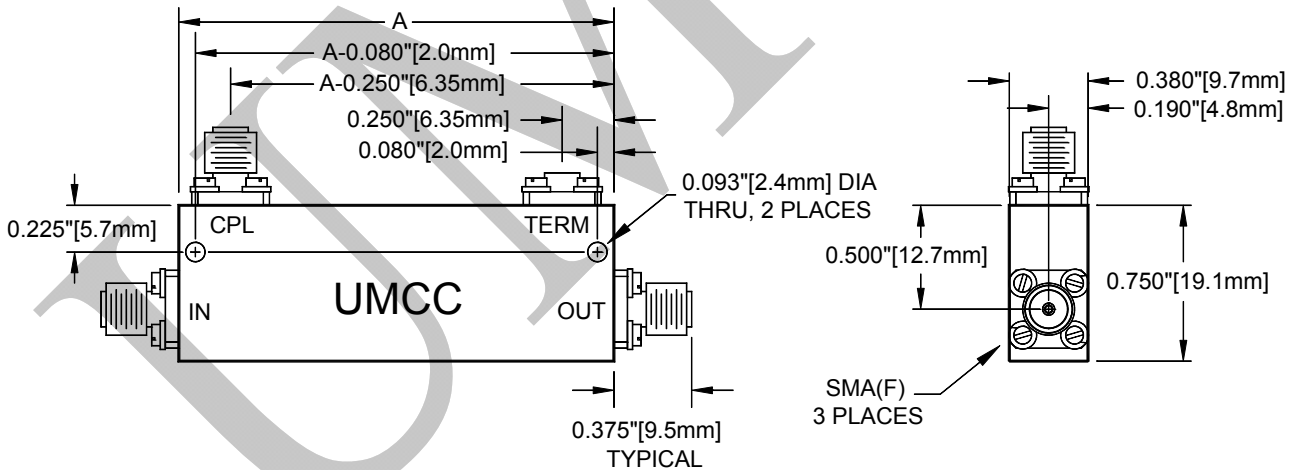 A
A-0.080"[2.0mm]
A-0.250"[6.35mm]
0.250"[6.35mm]
0.080"[2.0mm]
0.380"[9.7mm]
0.190"[4.8mm]
0.093"[2.4mm] DIA
THRU, 2 PLACES
0.225"[5.7mm]
CPL
TERM
IN
UMCC
OUT
0.500"[12.7mm]
0.750"[19.1mm]
SMA(F)
3 PLACES
0.375"[9.5mm]
TYPICAL
UM